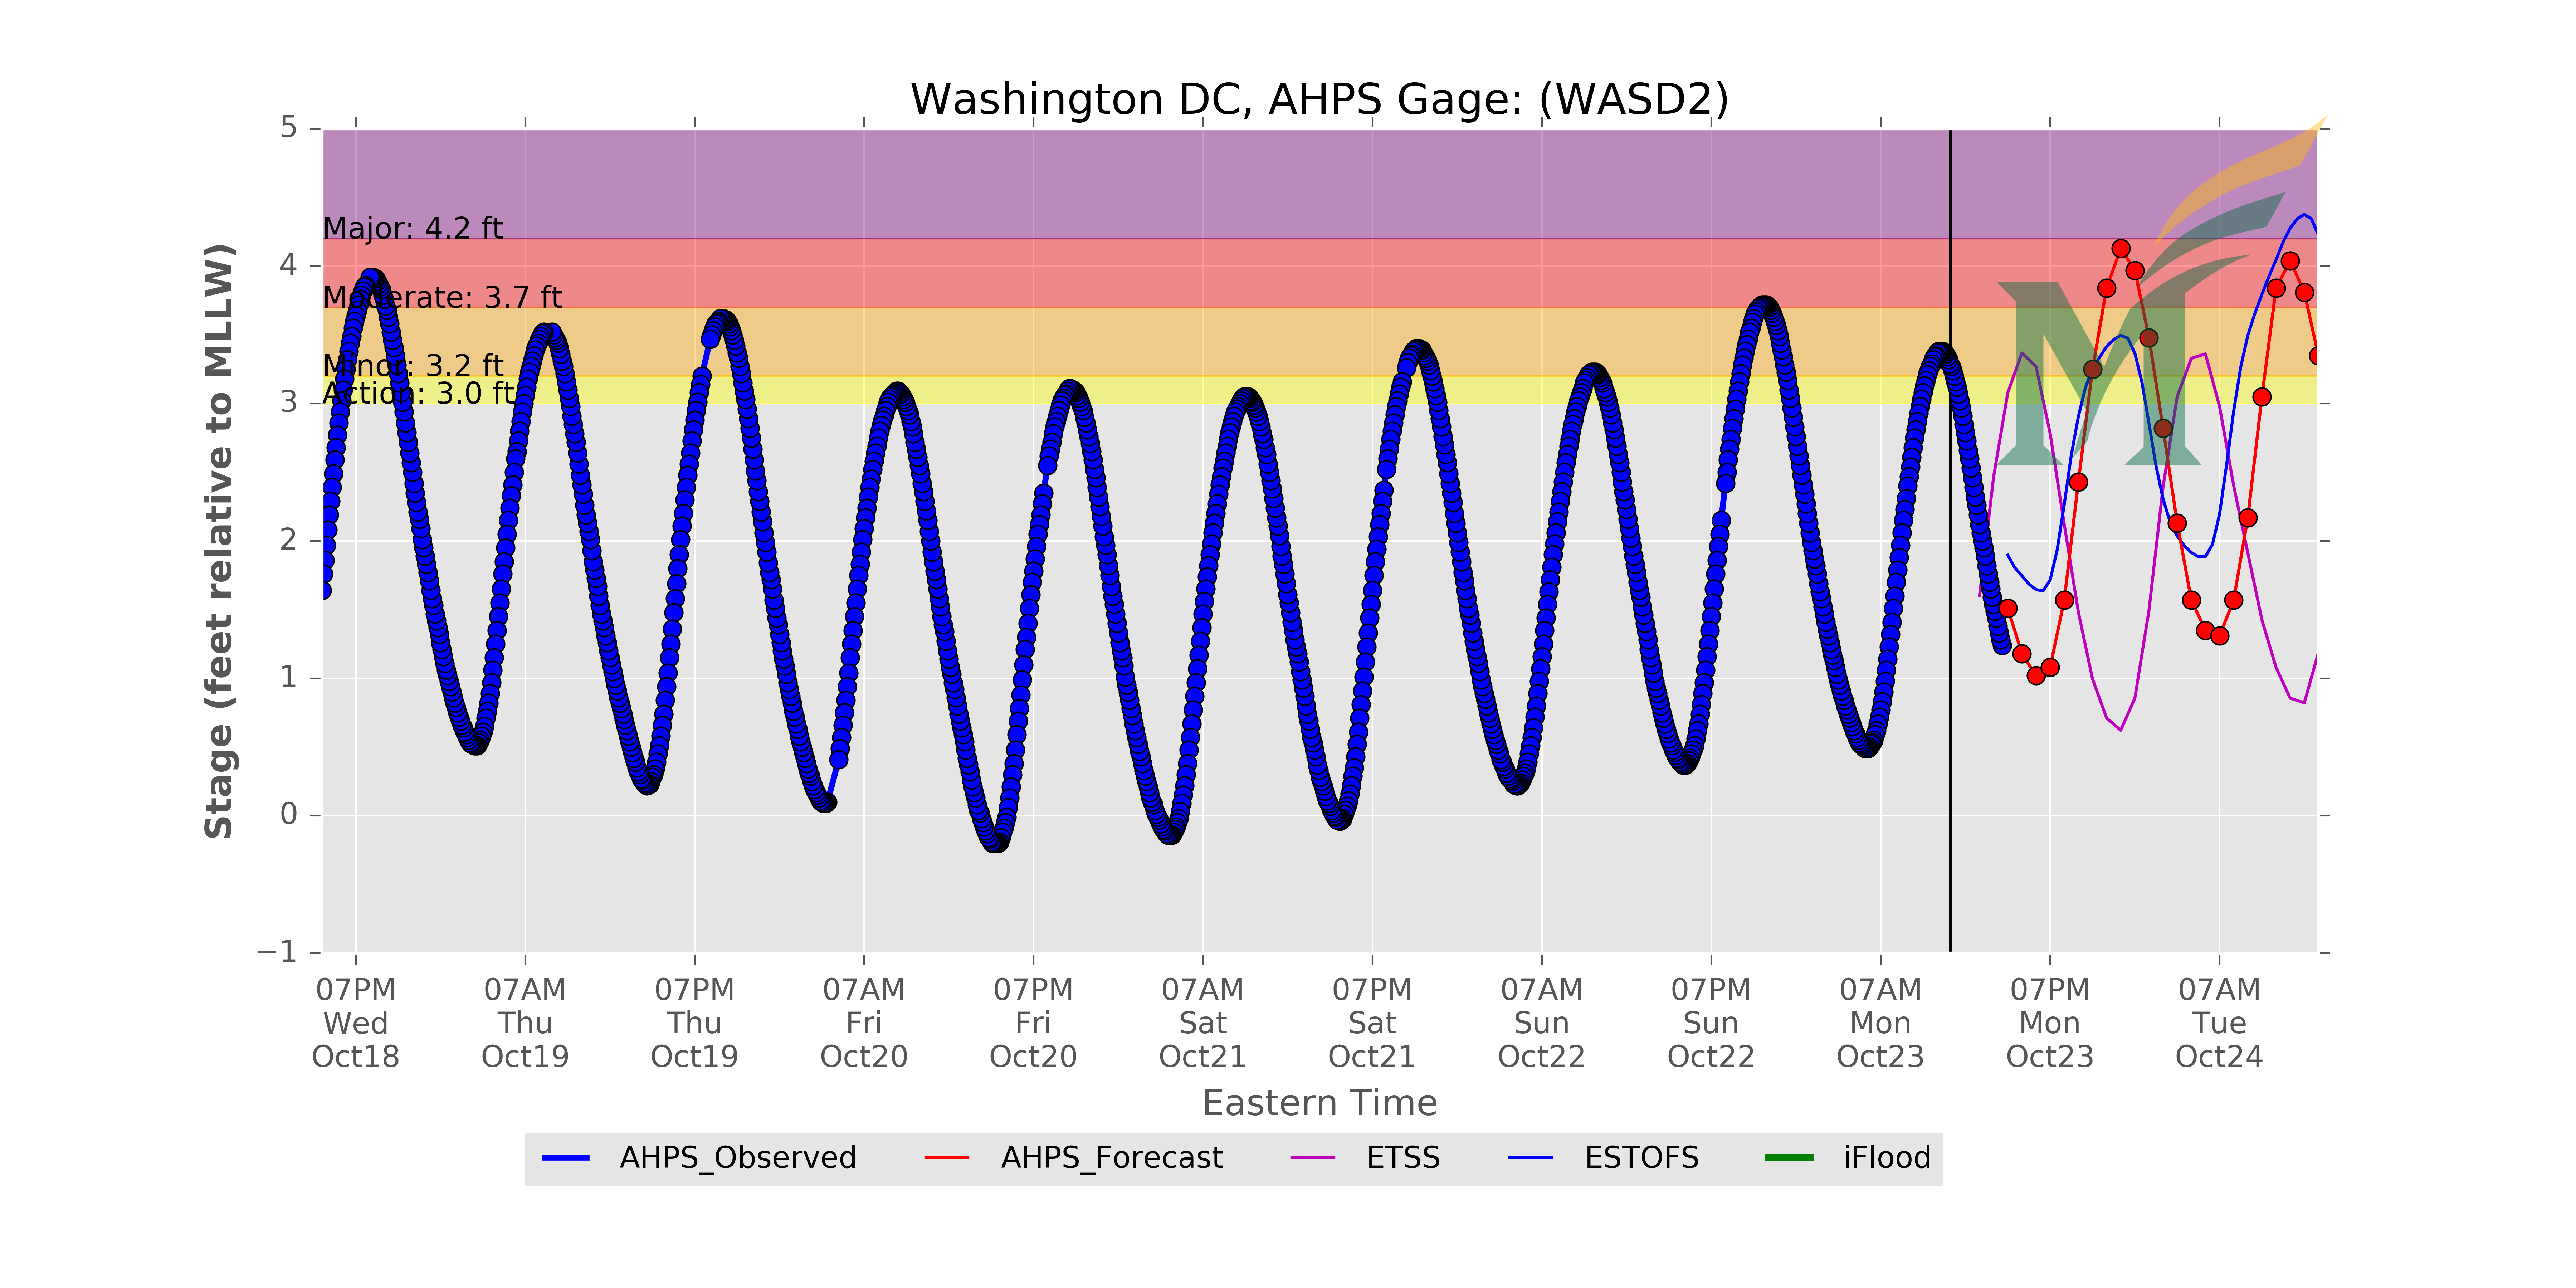 Washington DC, AHPS Gage: (WASD2)
5
4
3
2
1
0
−1
Stage (feet relative to MLLW)
Major: 4.2 ft
Moderate: 3.7 ft
Minor: 3.2 ft
Action: 3.0 ft
07PM 07AM 07PM 07AM 07PM 07AM 07PM 07AM 07PM 07AM 07PM 07AM
Wed Thu Thu Fri Fri Sat Sat Sun Sun Mon Mon Tue
Oct18 Oct19 Oct19 Oct20 Oct20 Oct21 Oct21 Oct22 Oct22 Oct23 Oct23 Oct24
Eastern Time
AHPS_Observed AHPS_Forecast ETSS ESTOFS iFlood